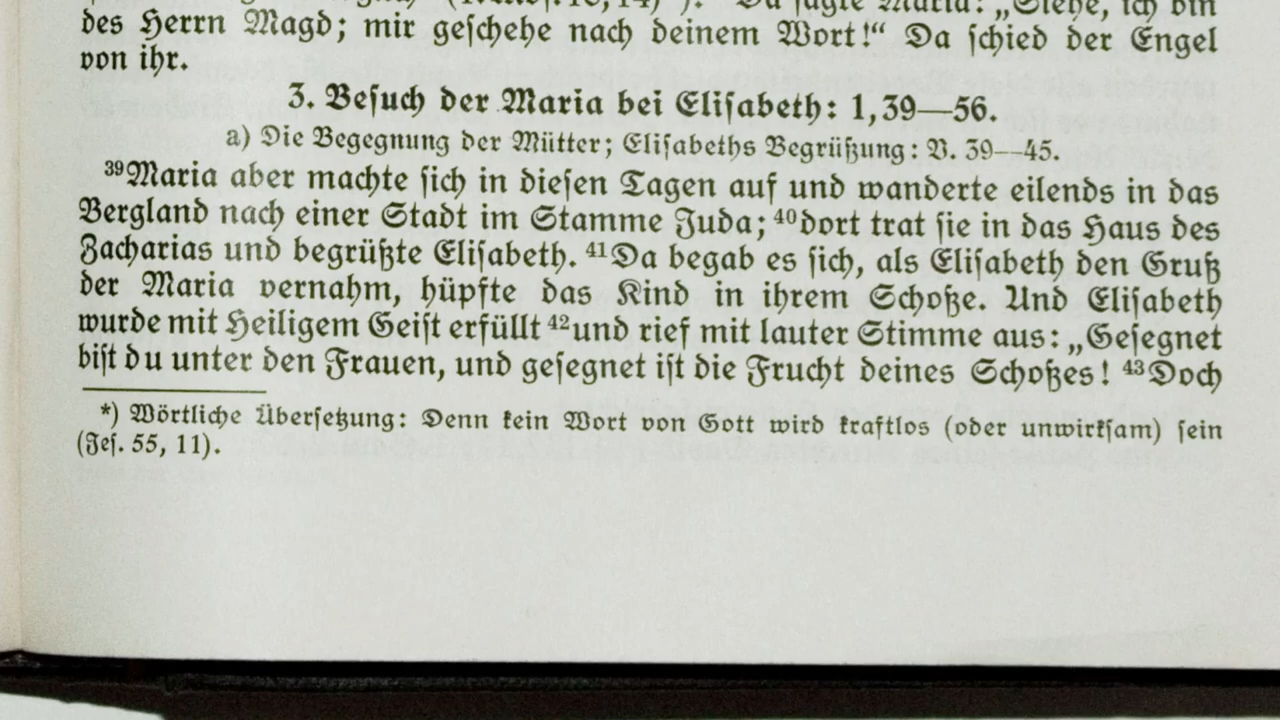 Da sagte Maria: „Siehe, ich bin
des Herrn Magd; mir geschehe nach deinem Wort!“ Da schied der Engel
von ihr.
3. Besuch der Maria bei Elisabeth: 1, 39—56.
a) Die Begegnung der Mütter; Elisabeths Begrüßung: V. 39—45.
³⁹Maria aber machte sich in diesen Tagen auf und wanderte eilends in das
Bergland nach einer Stadt im Stamme Juda; ⁴⁰dort trat sie in das Haus des
Zacharias und begrüßte Elisabeth. ⁴¹Da begab es sich, als Elisabeth den Gruß
der Maria vernahm, hüpfte das Kind in ihrem Schoße. Und Elisabeth
wurde mit Heiligem Geist erfüllt ⁴²und rief mit lauter Stimme aus: „Gesegnet
bist du unter den Frauen, und gesegnet ist die Frucht deines Schoßes! ⁴³Doch
*) Wörtliche Übersetzung: Denn kein Wort von Gott wird kraftlos (oder unwirksam) sein
(Jes. 55, 11).